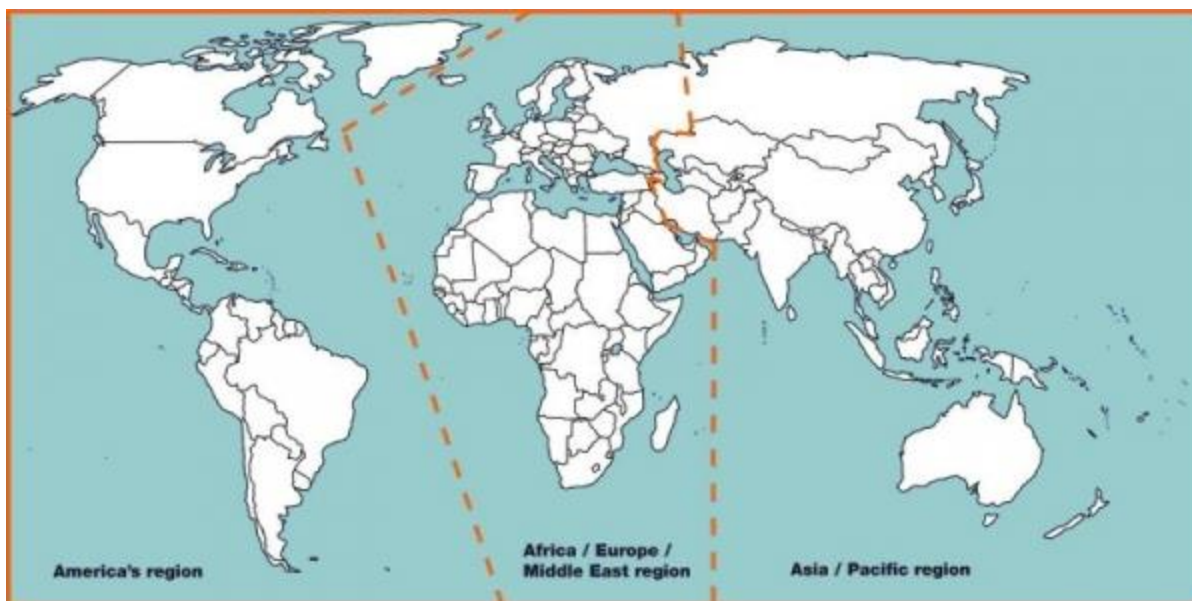 America's region
Africa / Europe /
Middle East region
Asia / Pacific region